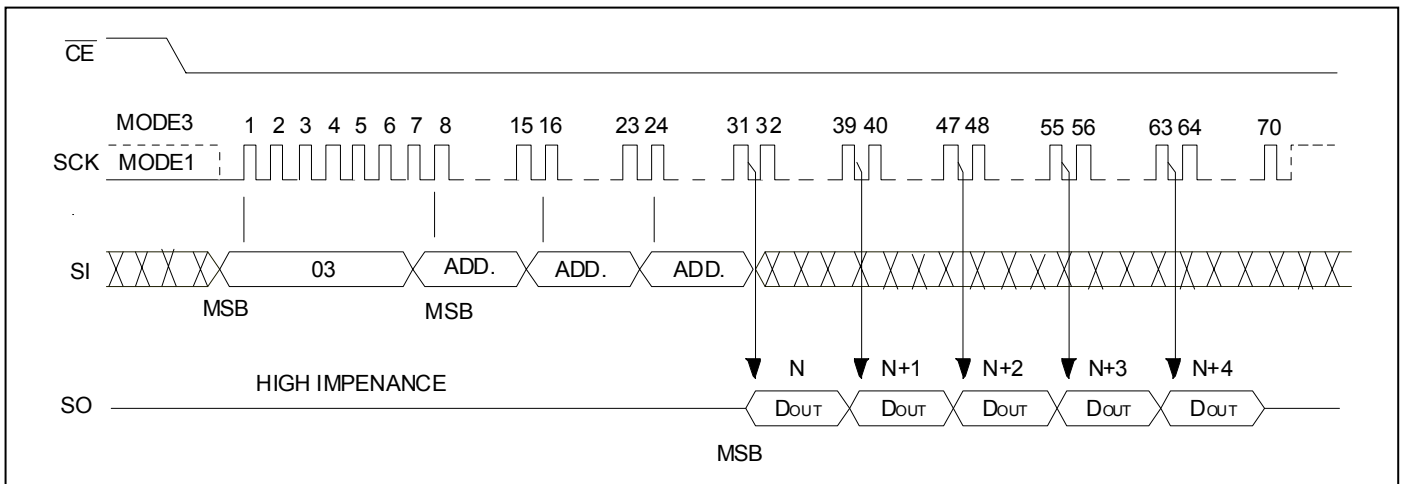 CE
MODE3 1 2 3 4 5 6 7 8 15 16 23 24 31 32 39 40 47 48 55 56 63 64 70
SCK MODE1
SI 03 ADD. ADD. ADD.
MSB MSB
N N+1 N+2 N+3 N+4
HIGH IMPENANCE
SO DOUT DOUT DOUT DOUT DOUT
MSB